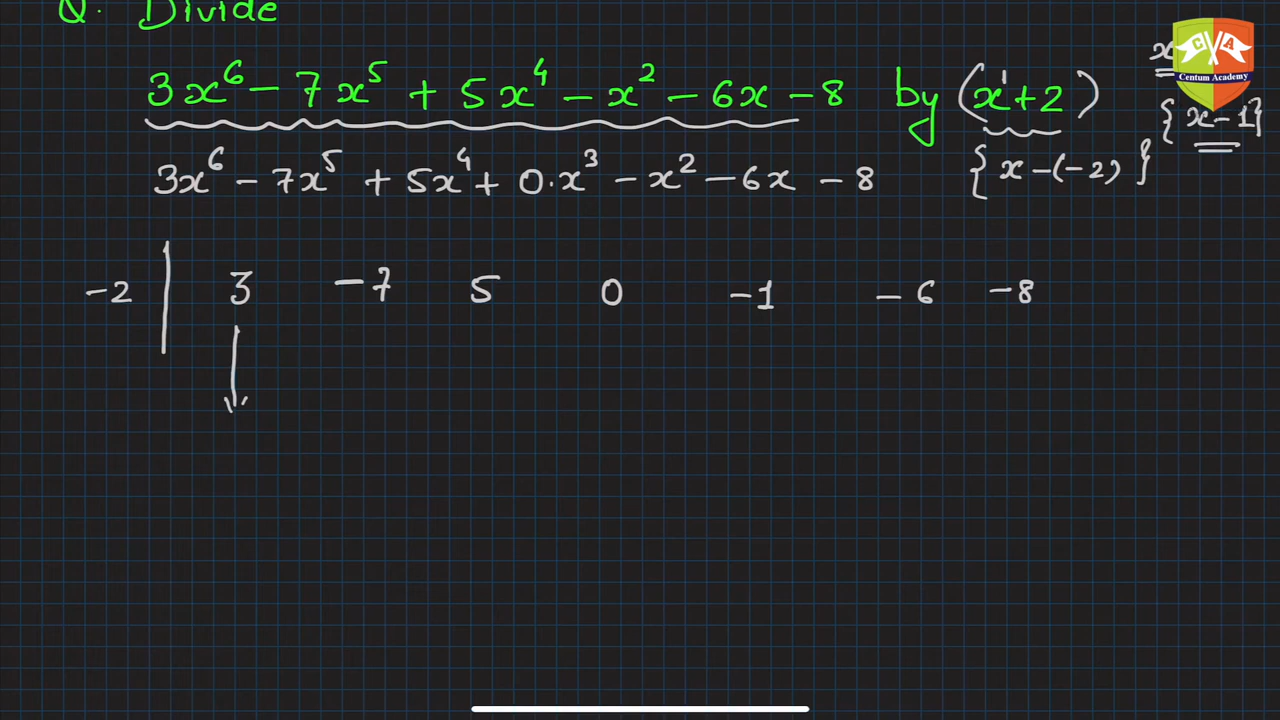 Q. Divide
3x⁶ - 7x⁵ + 5x⁴ - x² - 6x - 8 by (x¹+2)
3x⁶ - 7x⁵ + 5x⁴ + 0·x³ - x² - 6x - 8 {x-(-2)}
x
{x-1}
-2 | 3 -7 5 0 -1 -6 -8
C A
Centum Academy